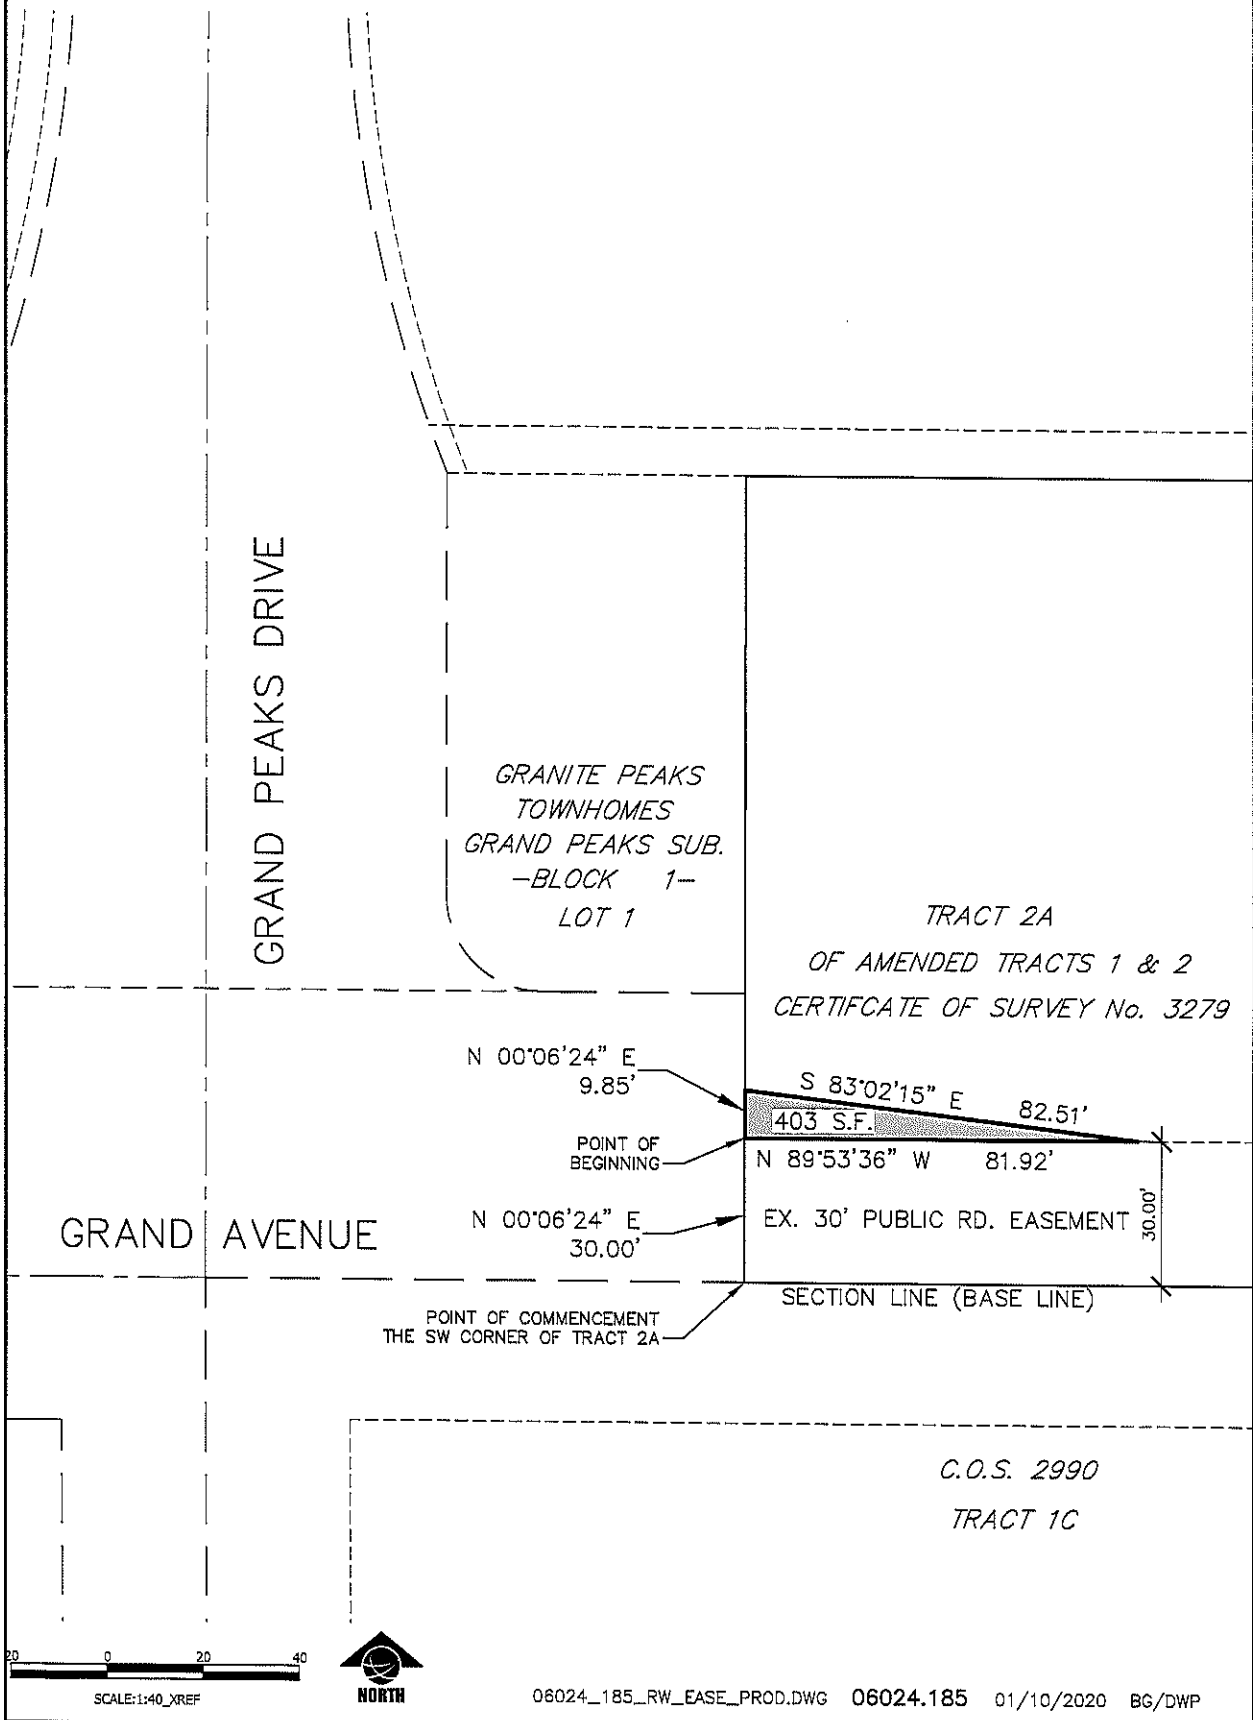 GRAND PEAKS DRIVE
GRANITE PEAKS
TOWNHOMES
GRAND PEAKS SUB.
-BLOCK 1-
LOT 1
TRACT 2A
OF AMENDED TRACTS 1 & 2
CERTIFCATE OF SURVEY No. 3279
N 00°06'24" E
9.85'
S 83°02'15" E 82.51'
403 S.F.
POINT OF
BEGINNING
N 89°53'36" W 81.92'
GRAND AVENUE
N 00°06'24" E
30.00'
EX. 30' PUBLIC RD. EASEMENT
30.00'
SECTION LINE (BASE LINE)
POINT OF COMMENCEMENT
THE SW CORNER OF TRACT 2A
C.O.S. 2990
TRACT 1C
20 0 20 40
SCALE:1:40_XREF
NORTH
06024_185_RW_EASE_PROD.DWG 06024.185 01/10/2020 BG/DWP